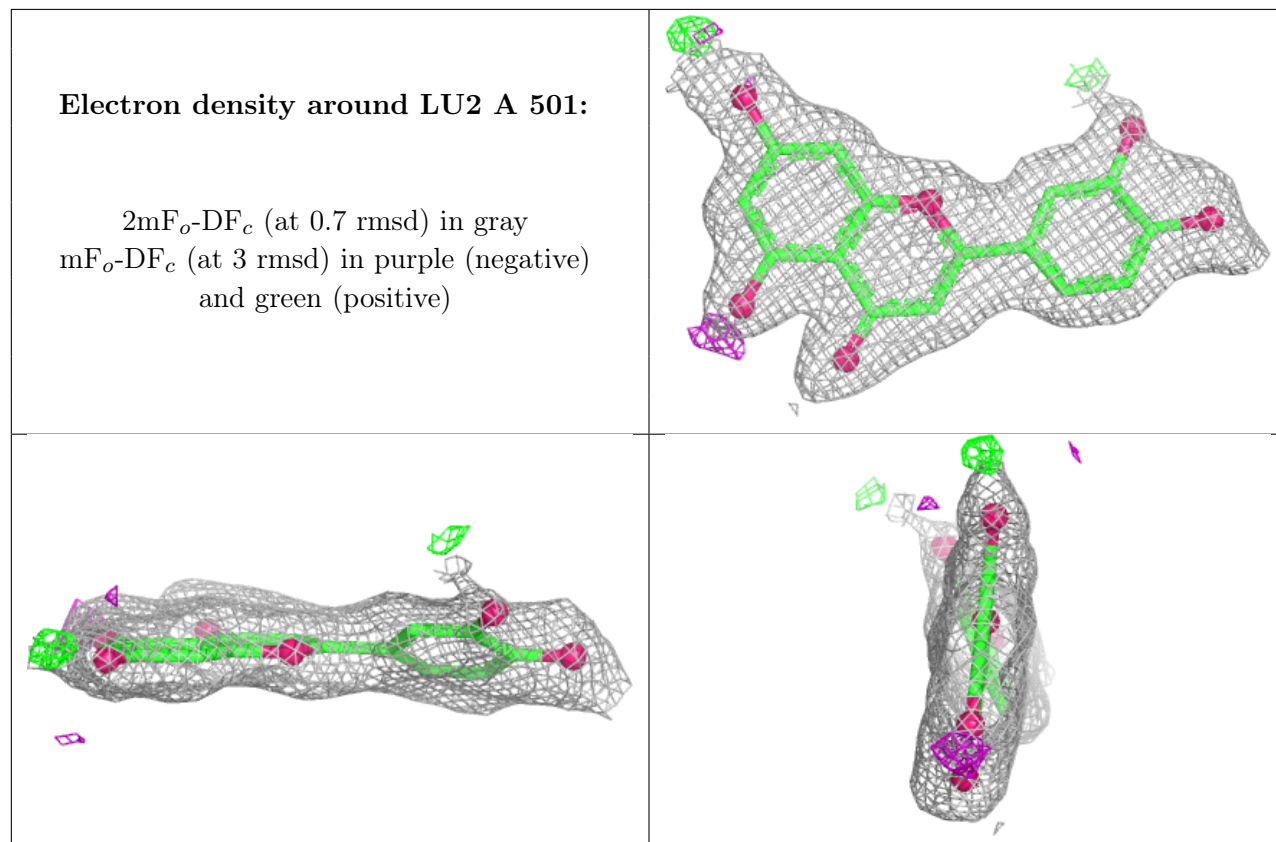 Electron density around LU2 A 501:
2mFo-DFc (at 0.7 rmsd) in gray
mFo-DFc (at 3 rmsd) in purple (negative)
and green (positive)